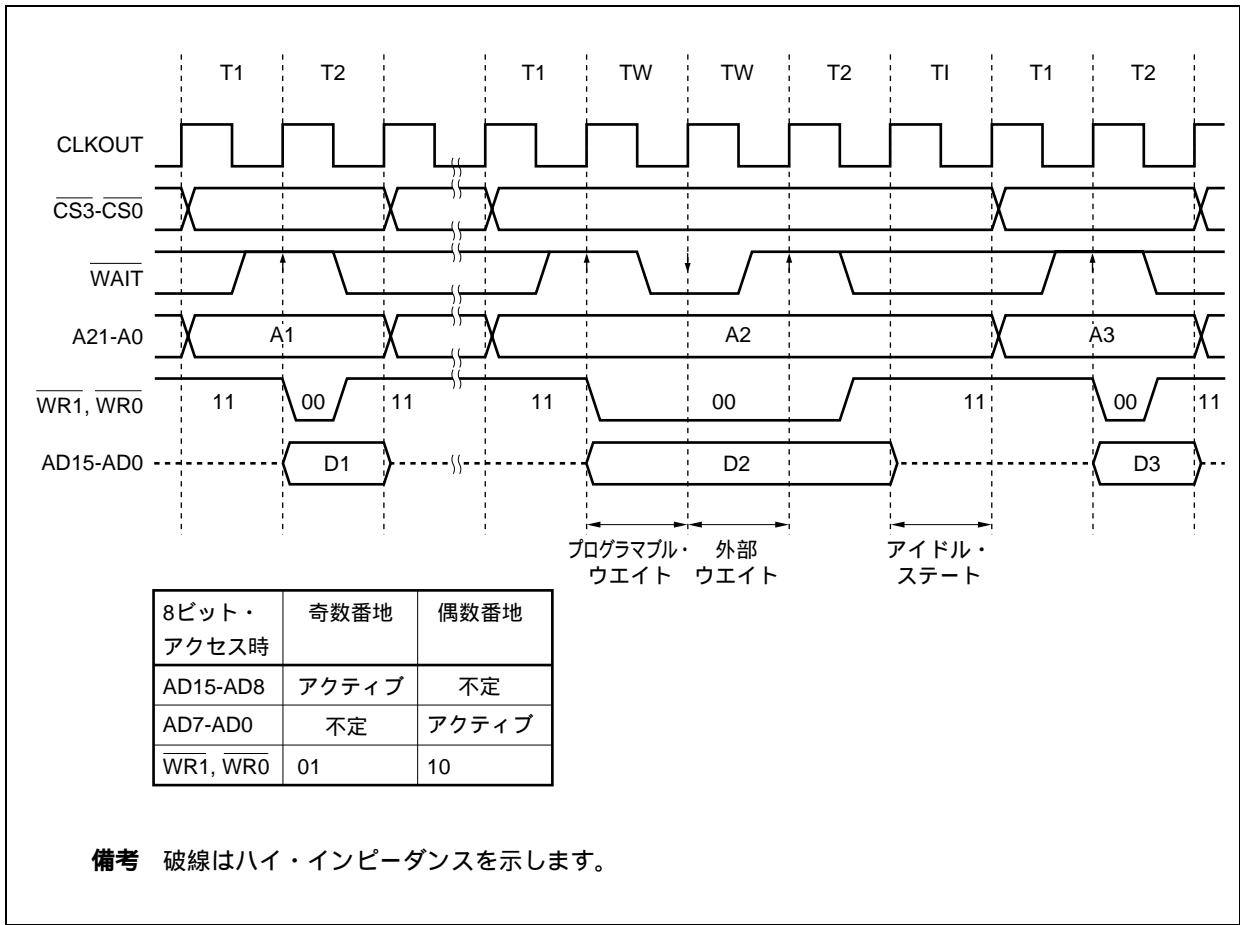 T1 T2 T1 TW TW T2 TI T1 T2
CLKOUT
CS3-CS0
WAIT
A21-A0 A1 A2 A3
WR1, WR0 11 00 11 11 00 11 00 11
AD15-AD0 D1 D2 D3
プログラマブル・ 外部 アイドル・
ウエイト ウエイト ステート
8ビット・ 奇数番地 偶数番地
アクセス時
AD15-AD8 アクティブ 不定
AD7-AD0 不定 アクティブ
WR1, WR0 01 10
備考 破線はハイ・インピーダンスを示します。